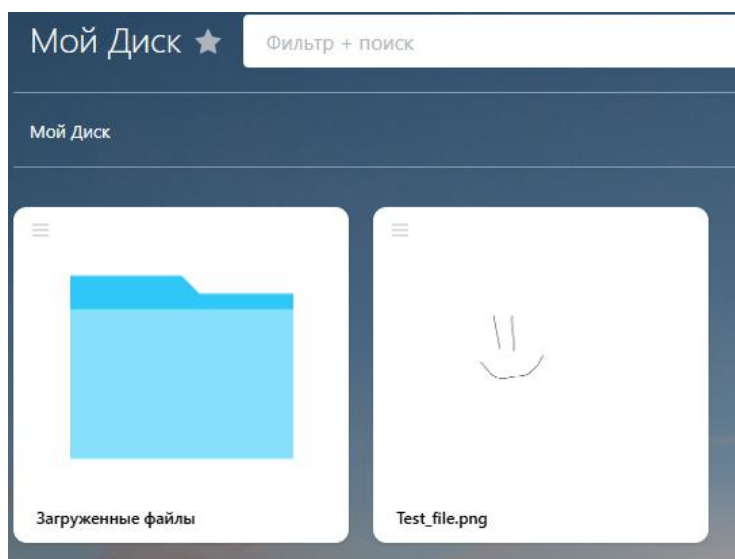 Мой Диск
Фильтр + поиск
Мой Диск
Загруженные файлы
Test_file.png